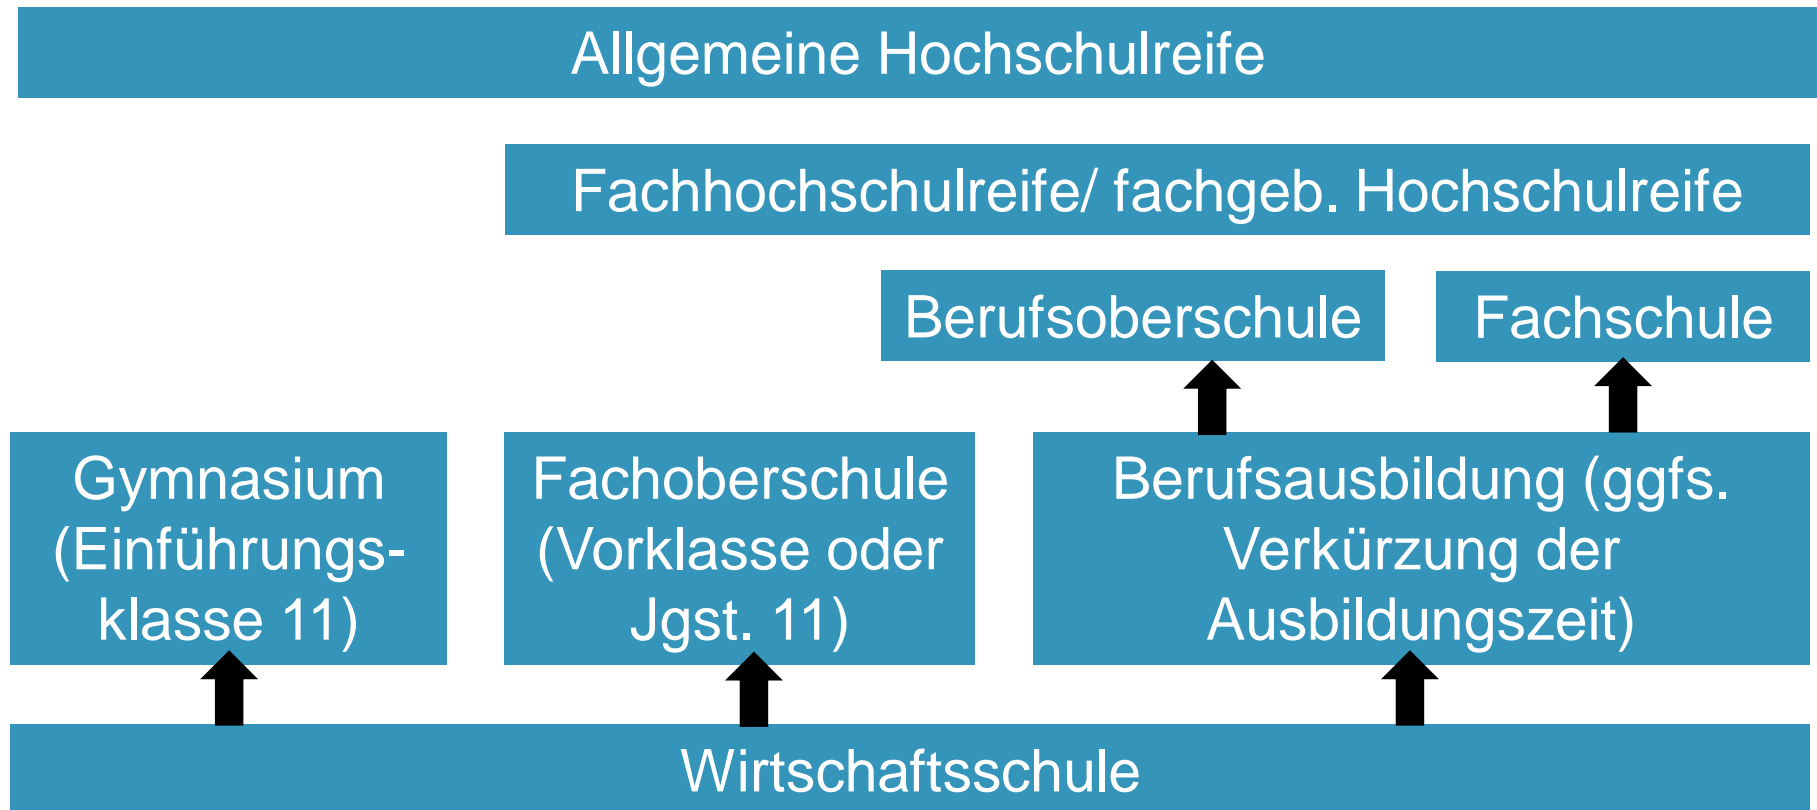 Allgemeine Hochschulreife
Fachhochschulreife/ fachgeb. Hochschulreife
Berufsoberschule
Fachschule
Gymnasium
(Einführungs-
klasse 11)
Fachoberschule
(Vorklasse oder
Jgst. 11)
Berufsausbildung (ggfs.
Verkürzung der
Ausbildungszeit)
Wirtschaftsschule